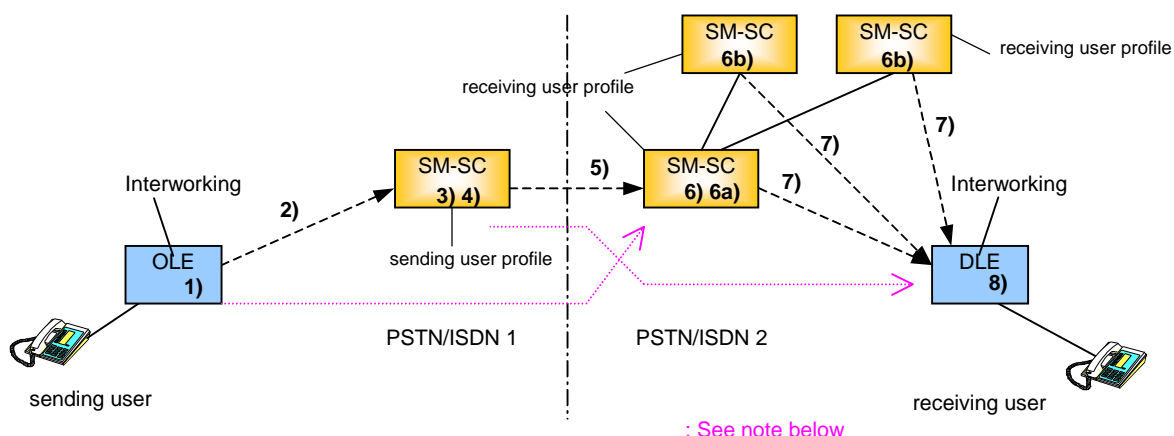 SM-SC
6b)
SM-SC
6b)
receiving user profile
receiving user profile
7)
7)
SM-SC
3) 4)
5)
SM-SC
6) 6a)
7)
Interworking
Interworking
2)
sending user profile
OLE
1)
DLE
8)
PSTN/ISDN 1
PSTN/ISDN 2
sending user
receiving user
: See note below